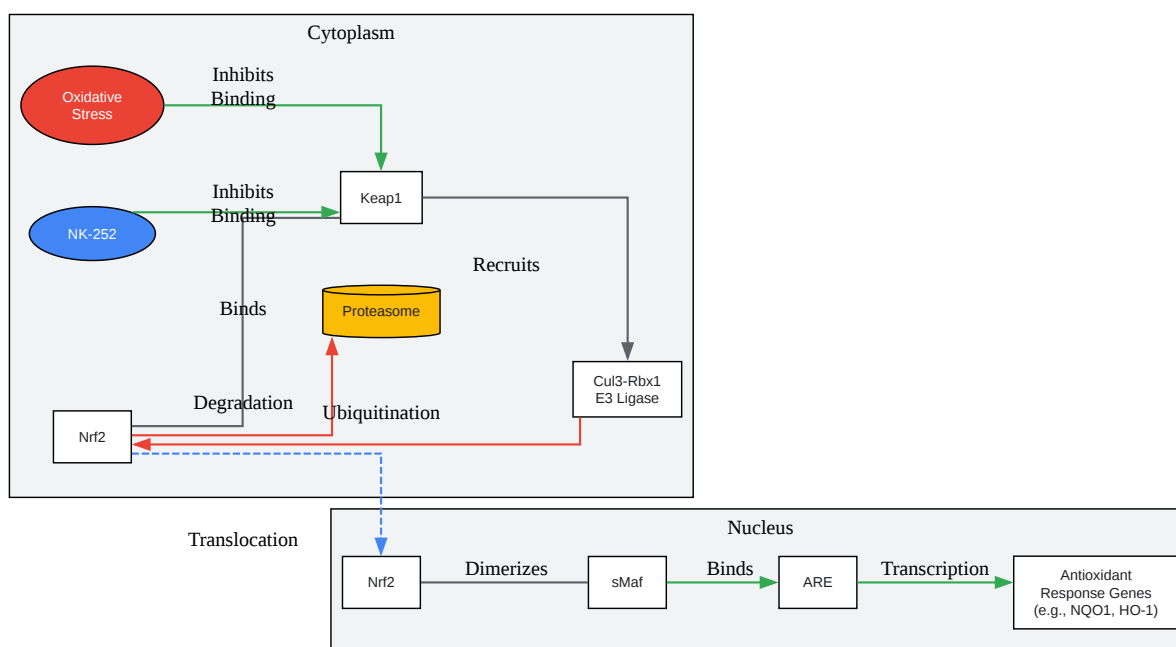 Cytoplasm
Inhibits
Binding
Oxidative
Stress
Inhibits
Binding
Keap1
NK-252
Recruits
Binds
Proteasome
Cul3-Rbx1
E3 Ligase
Degradation
Ubiquitination
Nrf2
Translocation
Nucleus
Nrf2
Dimerizes
sMaf
Binds
ARE
Transcription
Antioxidant
Response Genes
(e.g., NQO1, HO-1)